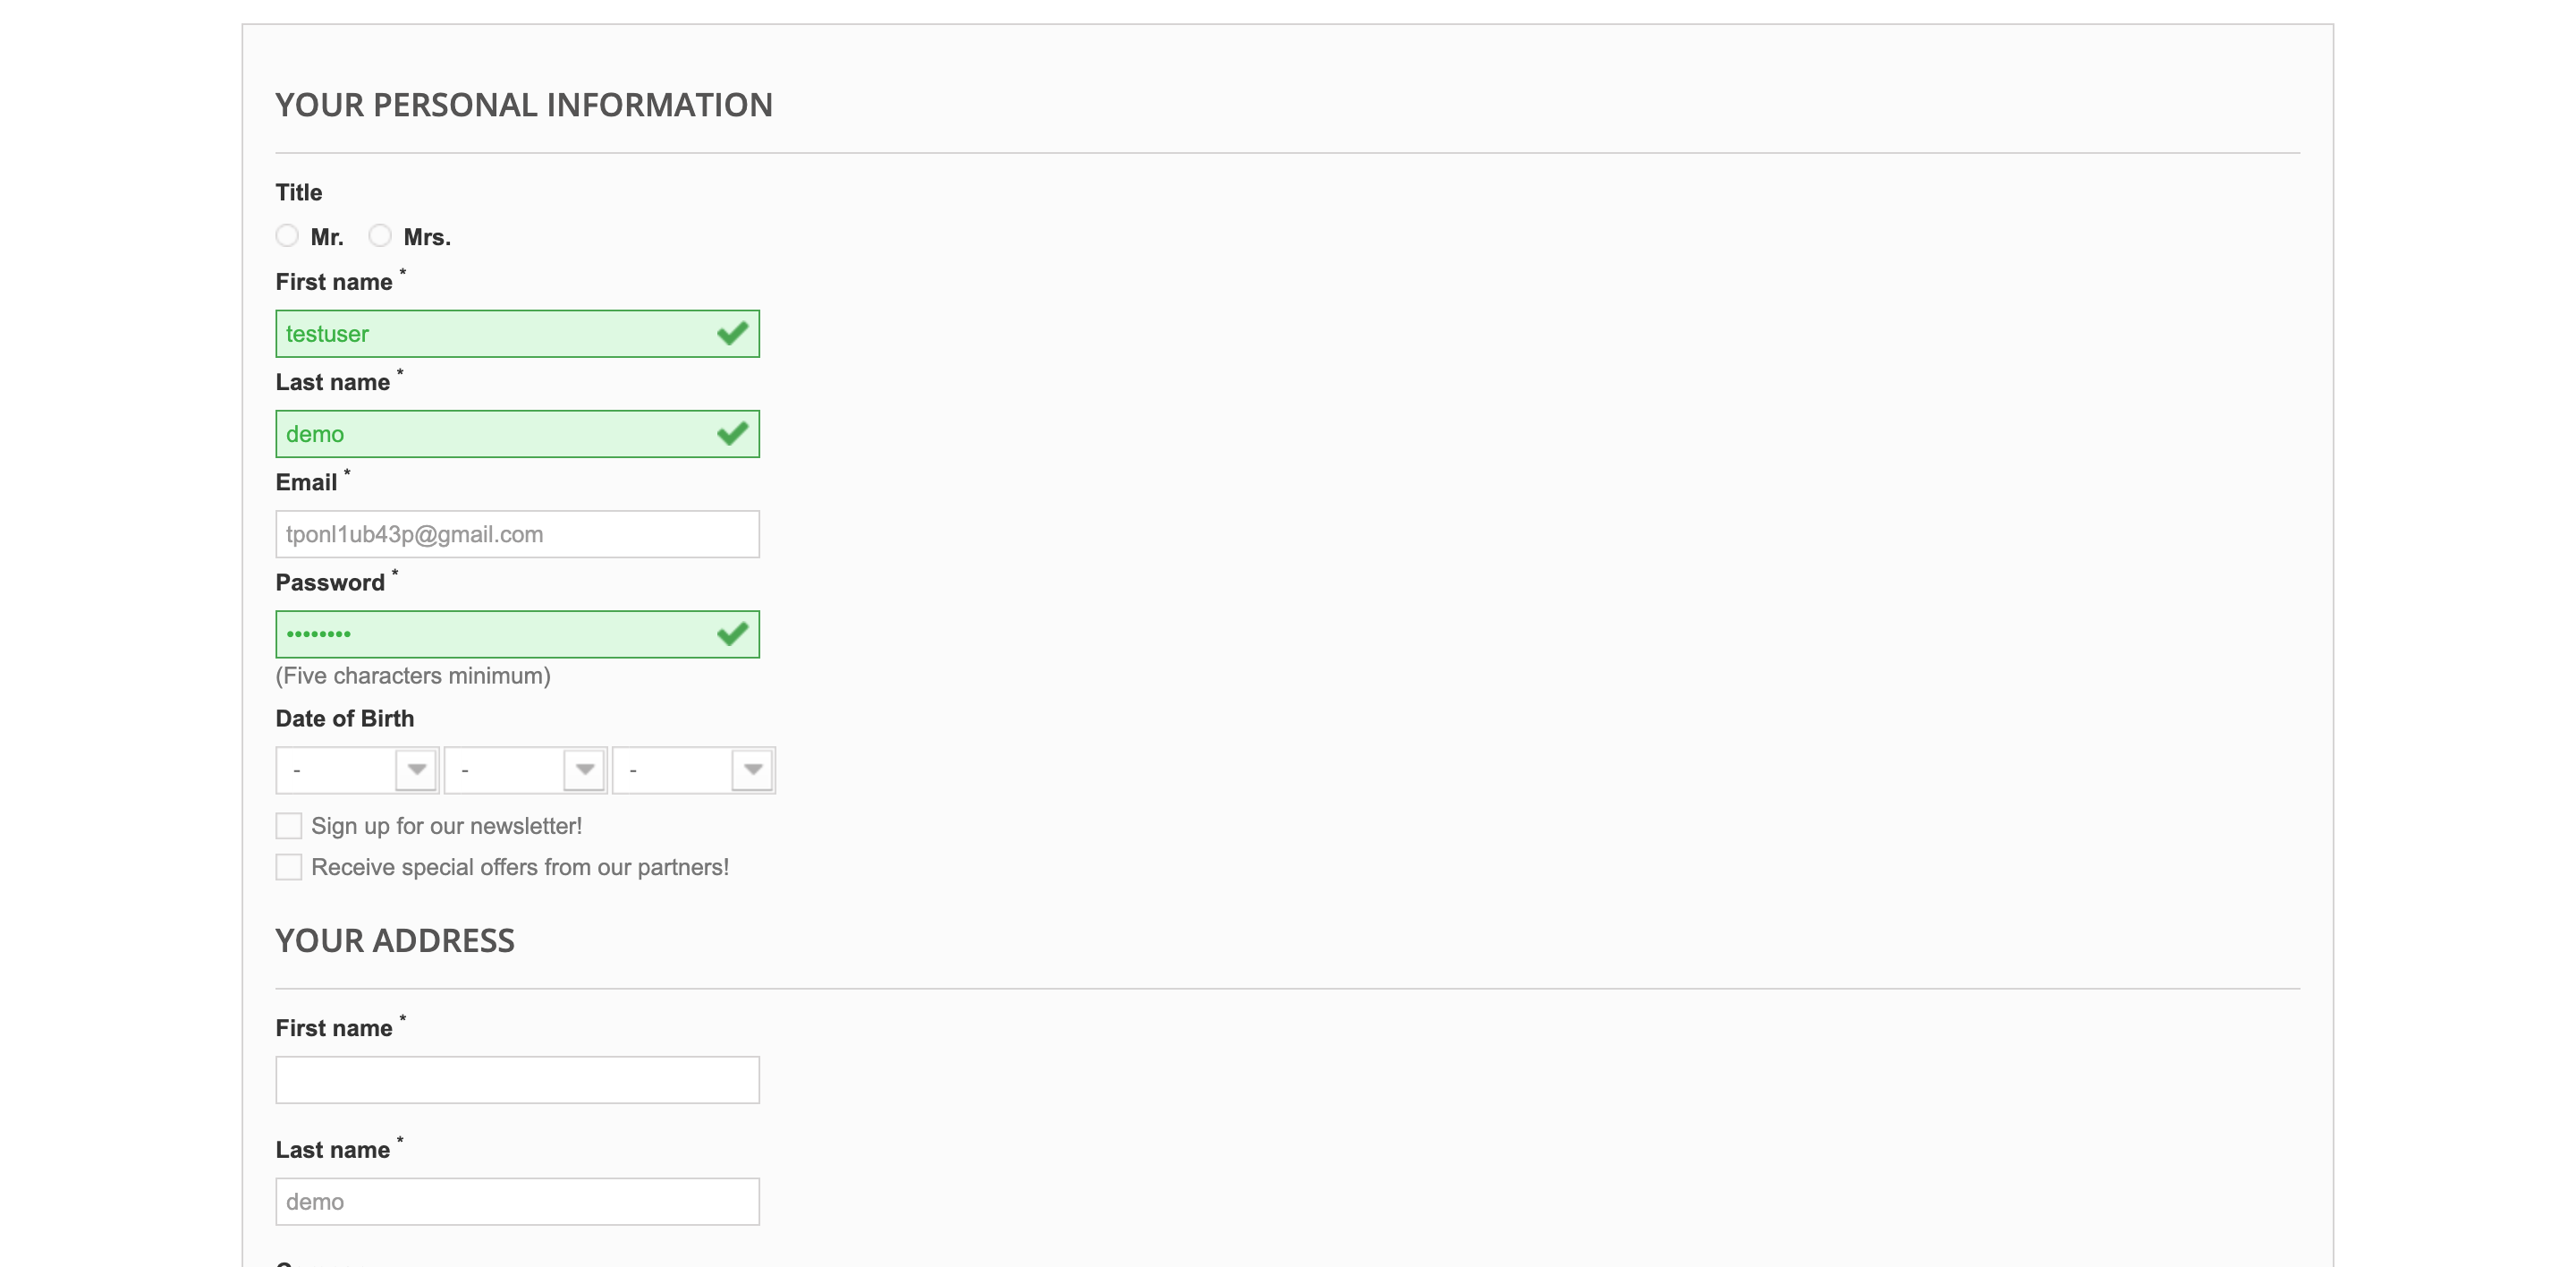 YOUR PERSONAL INFORMATION
Title
Mr. Mrs.
First name *
testuser
Last name *
demo
Email *
tponl1ub43p@gmail.com
Password *
••••••••
(Five characters minimum)
Date of Birth
- - -
Sign up for our newsletter!
Receive special offers from our partners!
YOUR ADDRESS
First name *
Last name *
demo